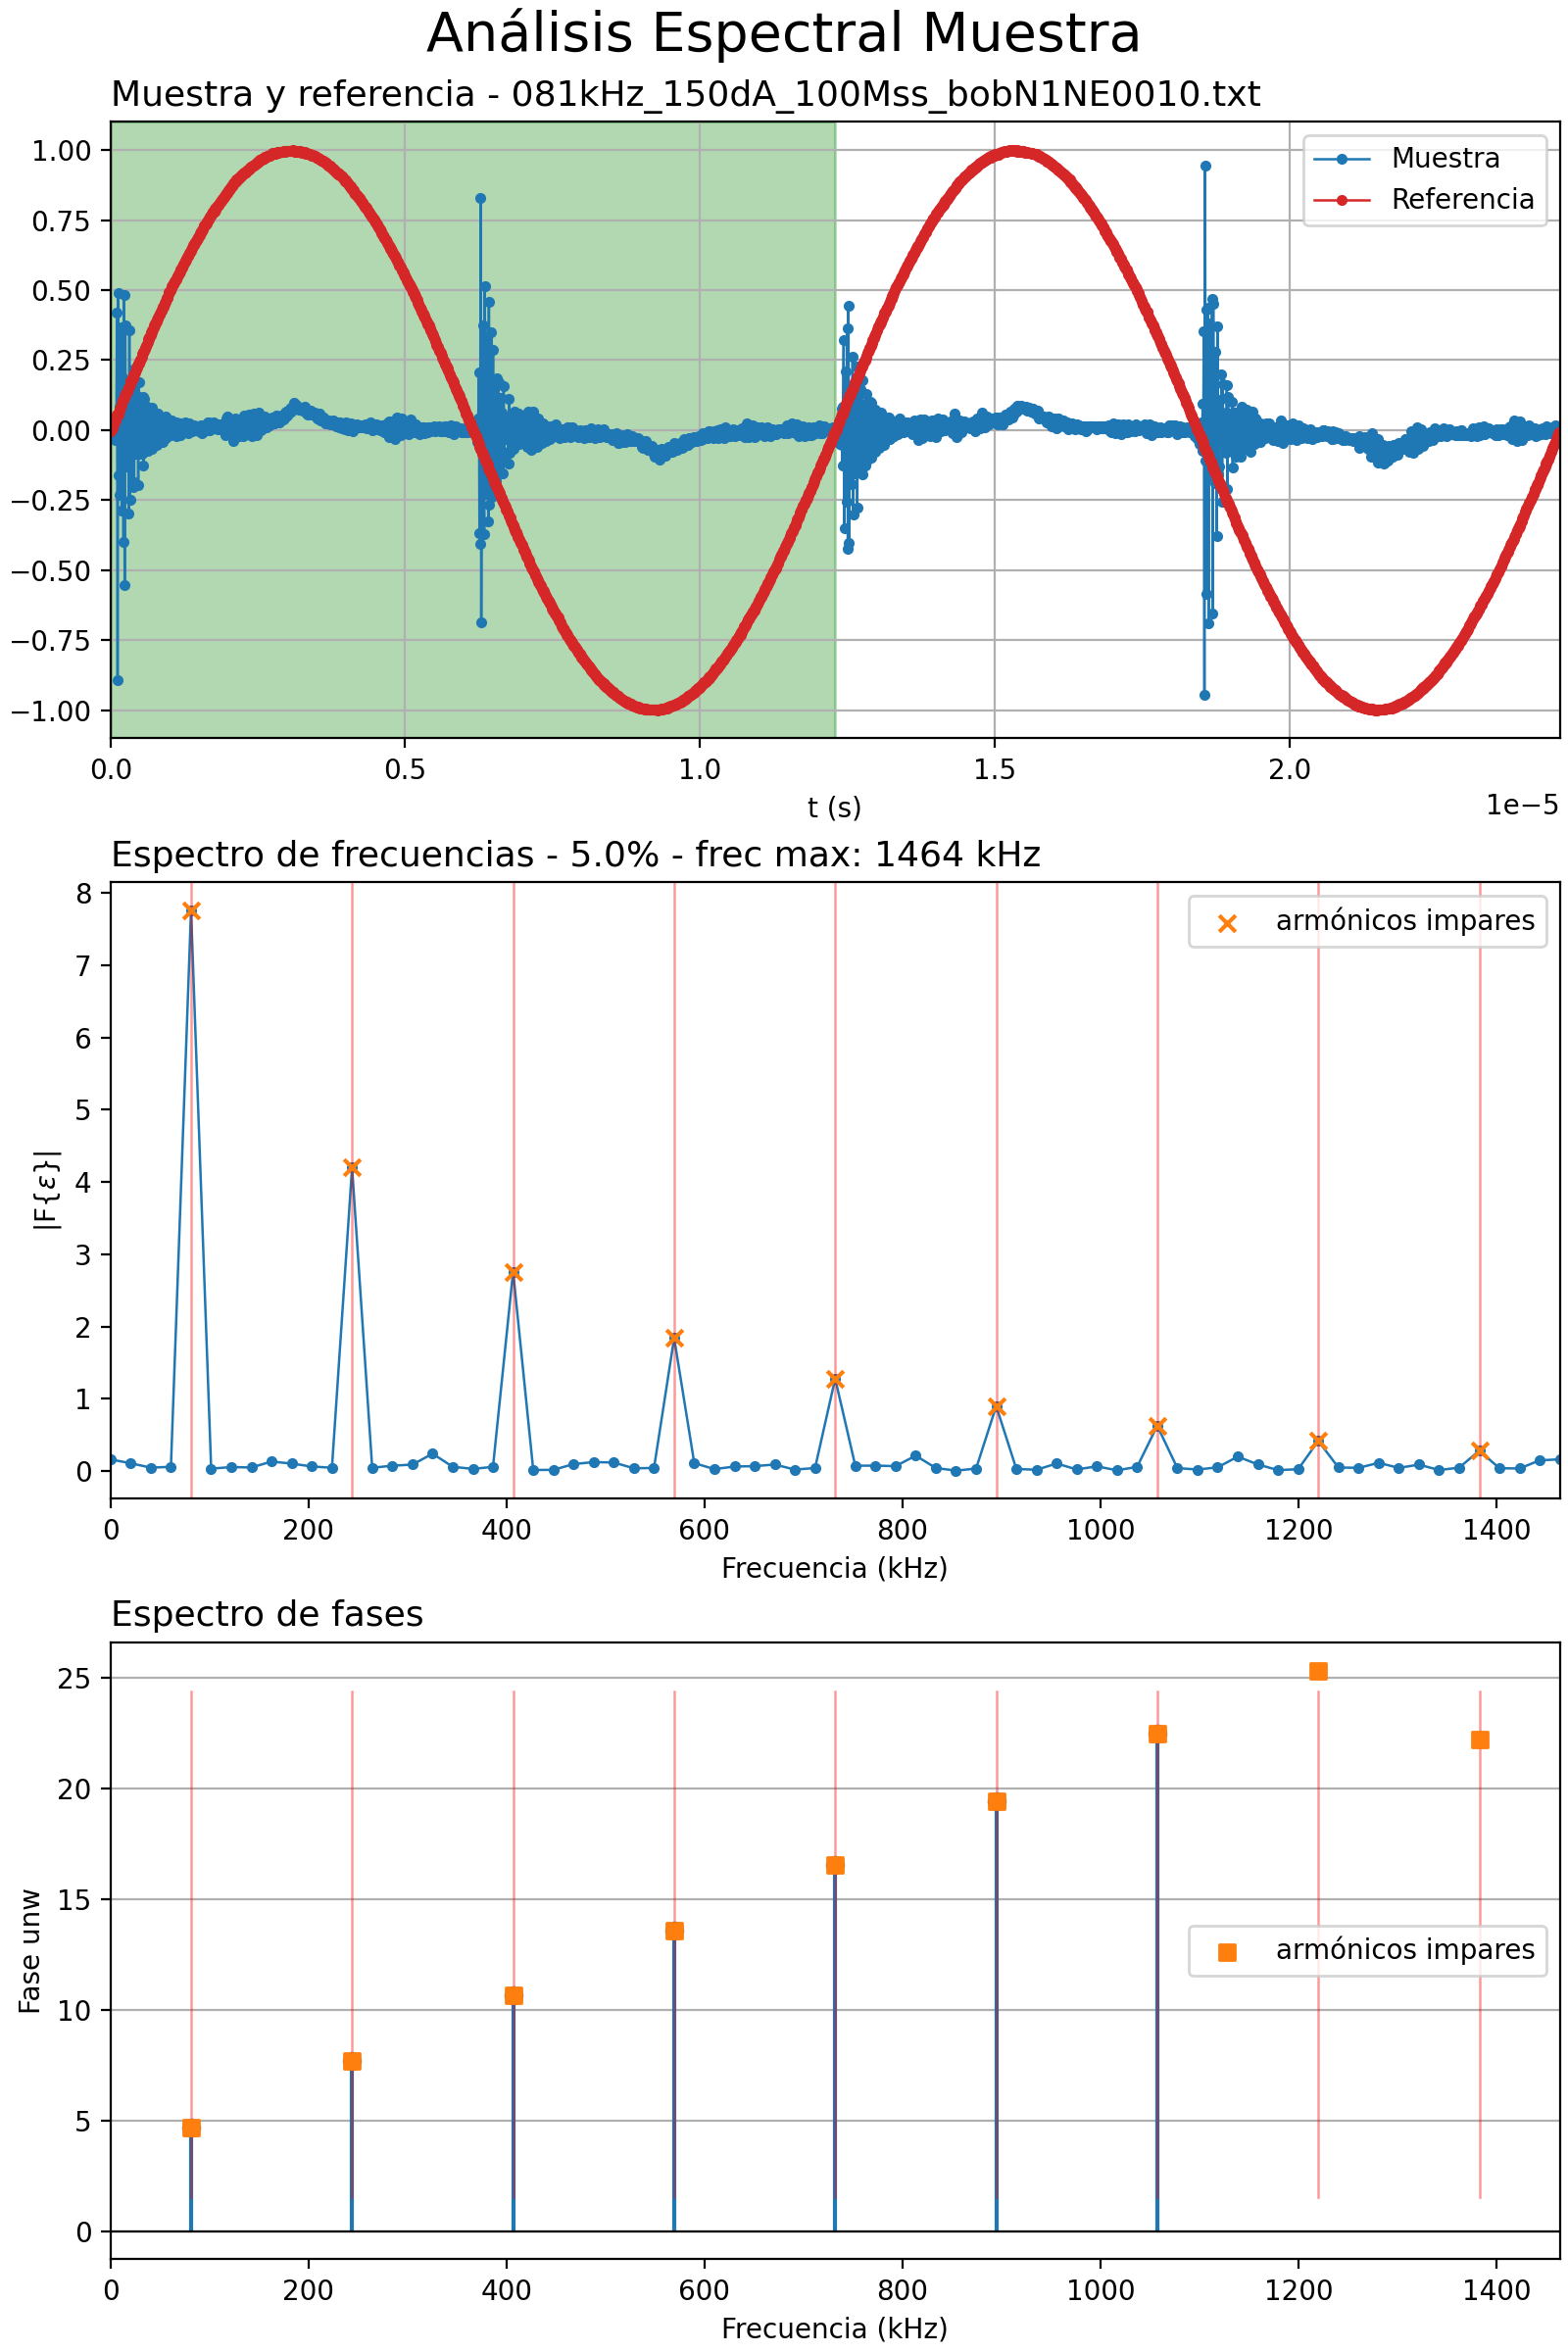 Análisis Espectral Muestra
Muestra y referencia - 081kHz_150dA_100Mss_bobN1NE0010.txt
1.00
0.75
0.50
0.25
0.00
−0.25
−0.50
−0.75
−1.00
Muestra
Referencia
0.0 0.5 1.0 1.5 2.0
t (s)
1e−5
Espectro de frecuencias - 5.0% - frec max: 1464 kHz
8
7
6
5
4
3
2
1
0
|F{ε}|
armónicos impares
0 200 400 600 800 1000 1200 1400
Frecuencia (kHz)
Espectro de fases
25
20
15
10
5
0
Fase unw
armónicos impares
0 200 400 600 800 1000 1200 1400
Frecuencia (kHz)